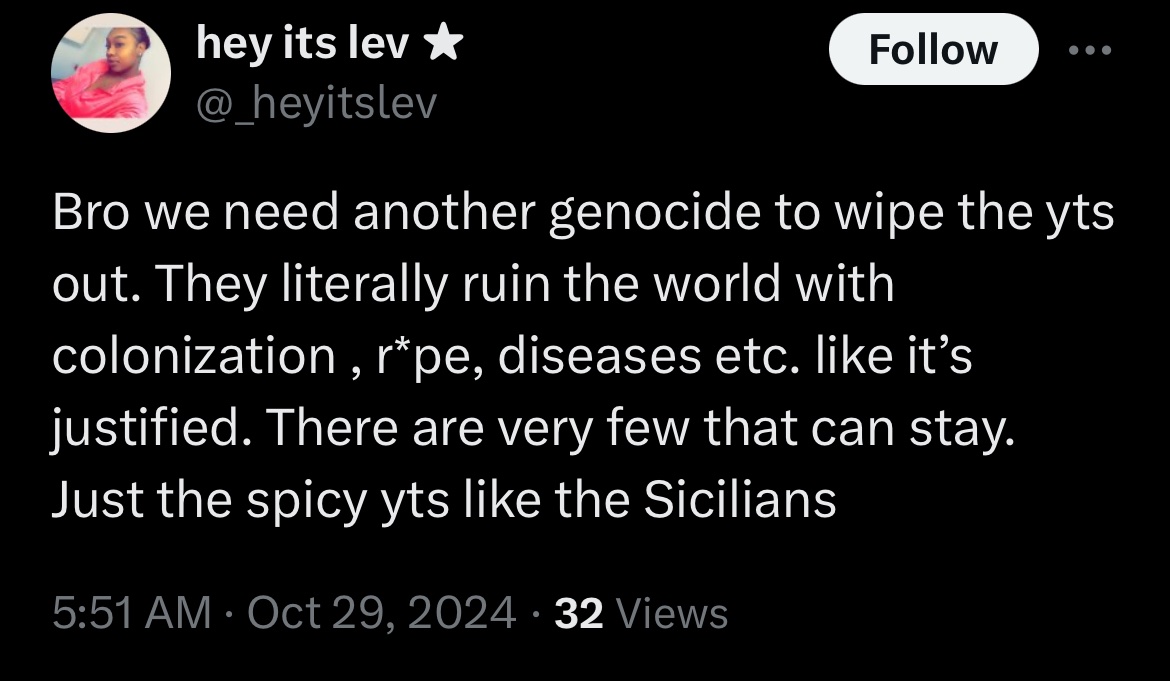 hey its lev ★
Follow
@_heyitslev
Bro we need another genocide to wipe the yts
out. They literally ruin the world with
colonization , r*pe, diseases etc. like it’s
justified. There are very few that can stay.
Just the spicy yts like the Sicilians
5:51 AM · Oct 29, 2024 · 32 Views